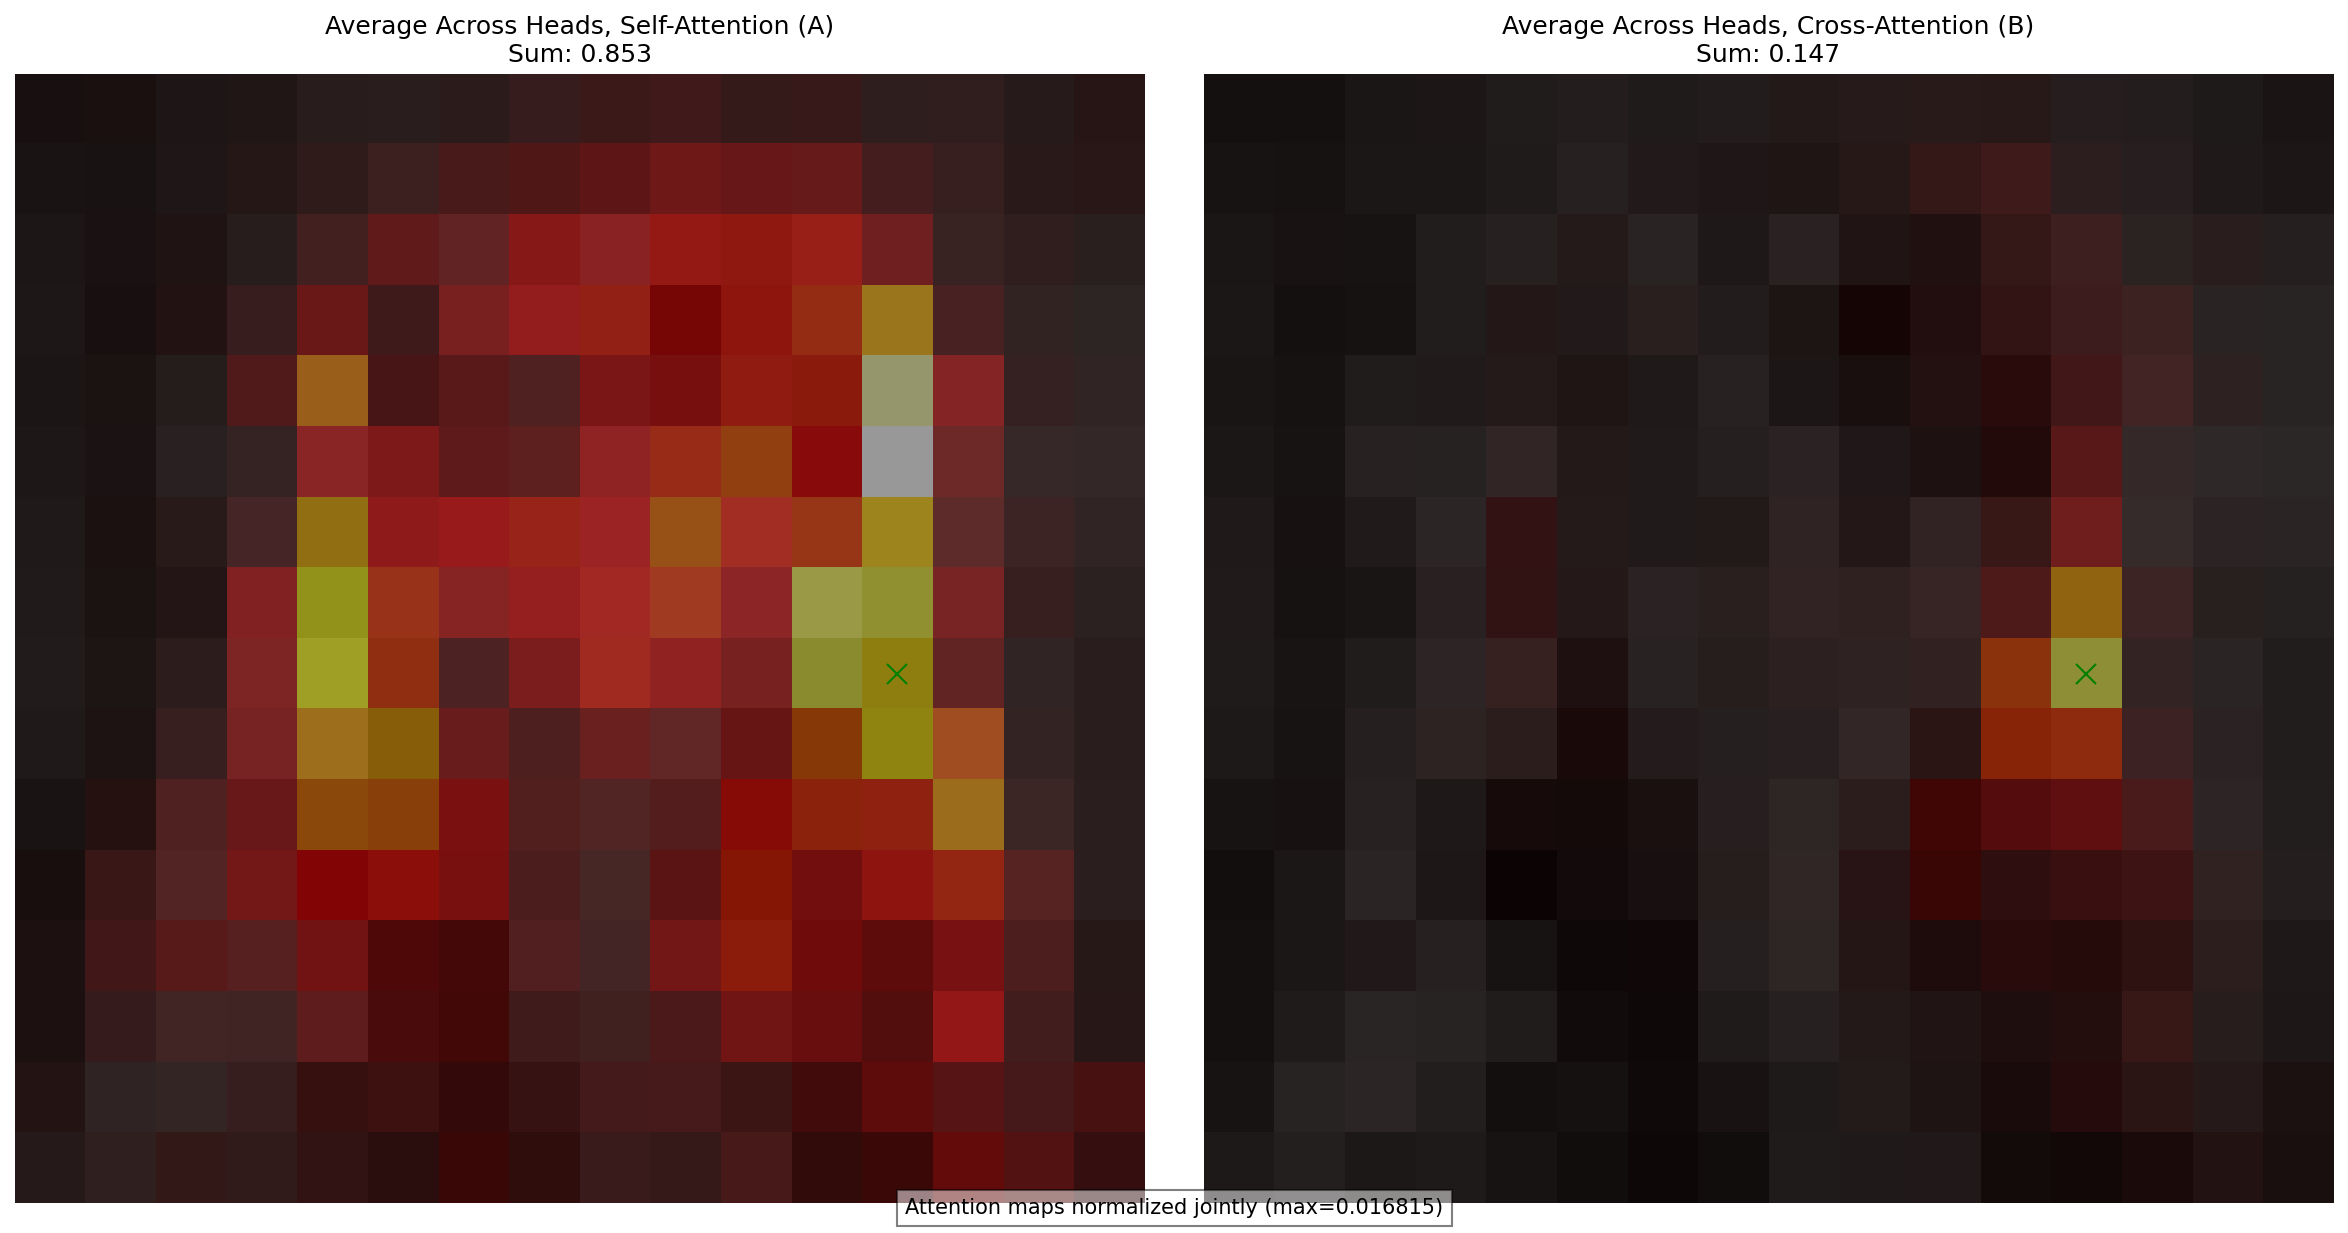 Average Across Heads, Self-Attention (A)
Sum: 0.853
Average Across Heads, Cross-Attention (B)
Sum: 0.147
Attention maps normalized jointly (max=0.016815)